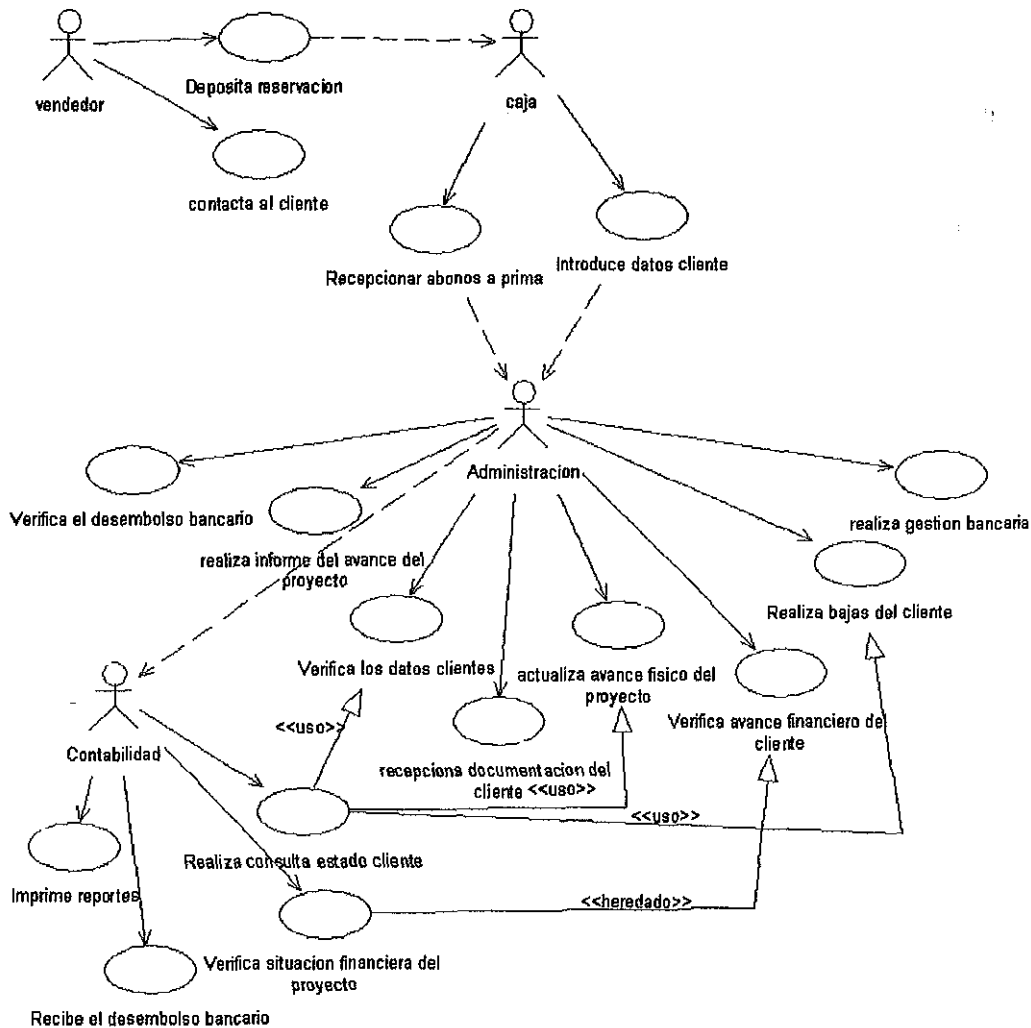 Deposita reservacion
vendedor
caja
contacta al cliente
Recepcionar abonos a prima
Introduce datos cliente
Administracion
Verifica el desembolso bancario
realiza gestion bancaria
realiza informe del avance del
proyecto
Realiza bajas del cliente
Verifica los datos clientes
actualiza avance fisico del
proyecto
Verifica avance financiero de
cliente
<<uso>>
Contabilidad
recepciona documentacion del
cliente
<<uso>>
<<uso>>
Realiza consulta estado cliente
Imprime reportes
<<heredado>>
Verifica situacion financiera del
proyecto
Recibe el desembolso bancario